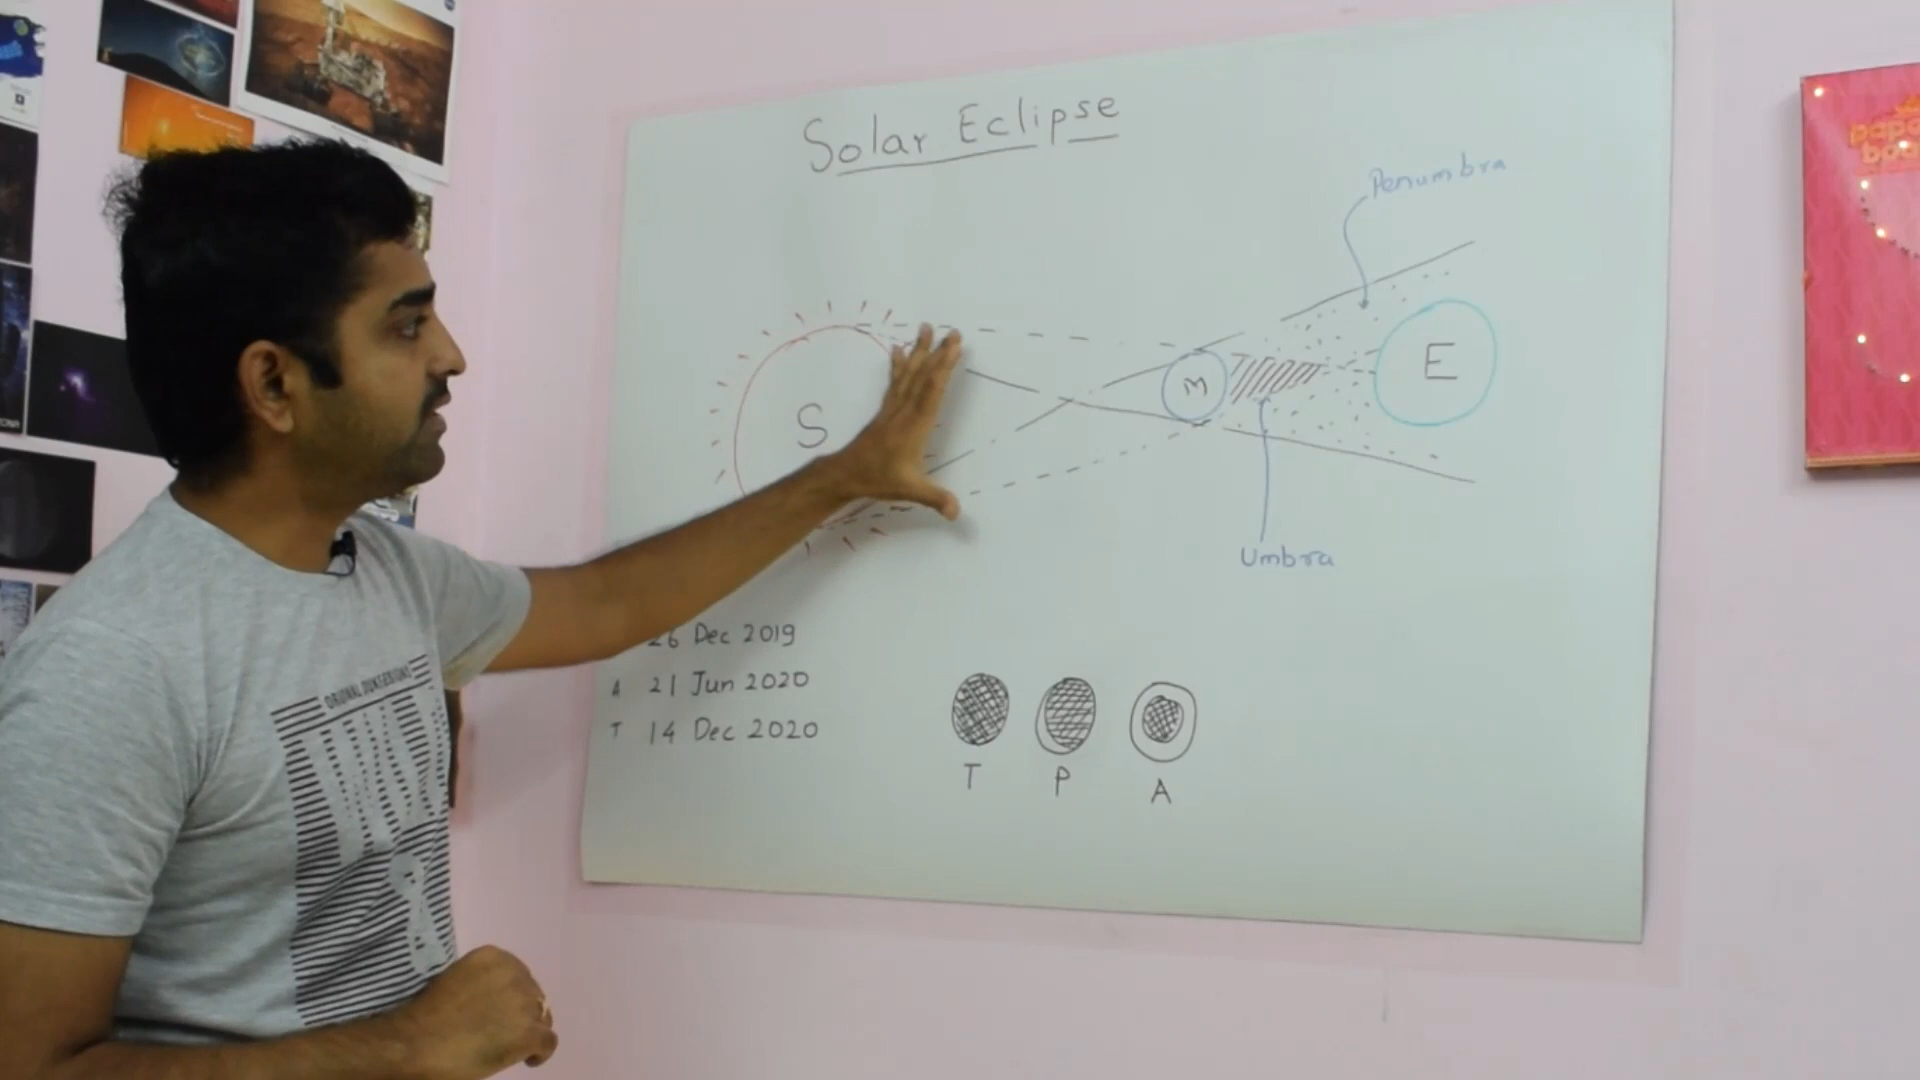 Solar Eclipse
Penumbra
S
M
E
Umbra
26 Dec 2019
A 21 Jun 2020
T 14 Dec 2020
T P A